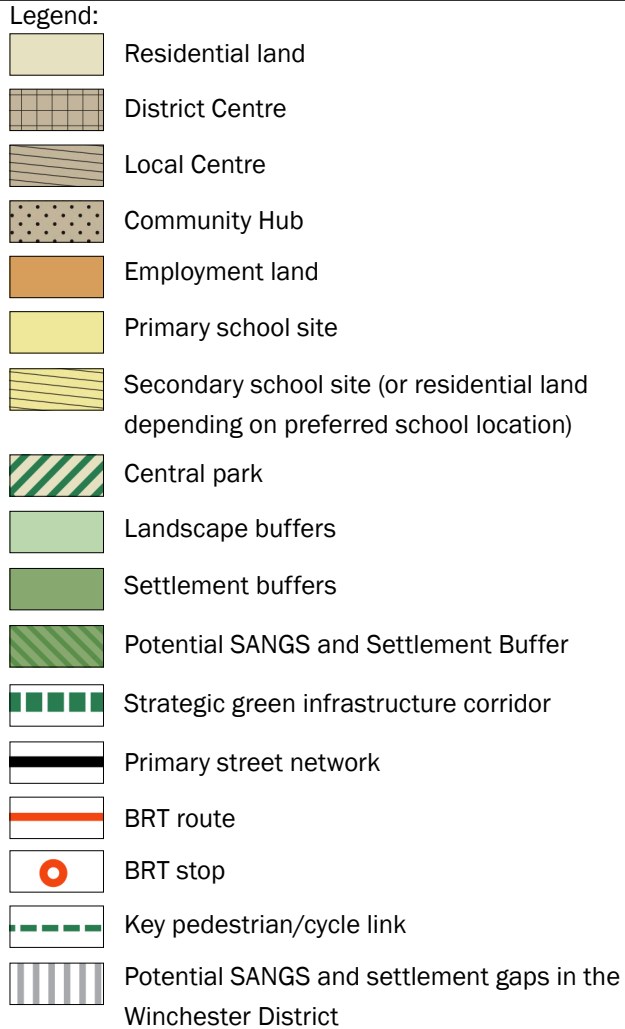 Legend:
Residential land
District Centre
Local Centre
Community Hub
Employment land
Primary school site
Secondary school site (or residential land
depending on preferred school location)
Central park
Landscape buffers
Settlement buffers
Potential SANGS and Settlement Buffer
Strategic green infrastructure corridor
Primary street network
BRT route
BRT stop
Key pedestrian/cycle link
Potential SANGS and settlement gaps in the
Winchester District